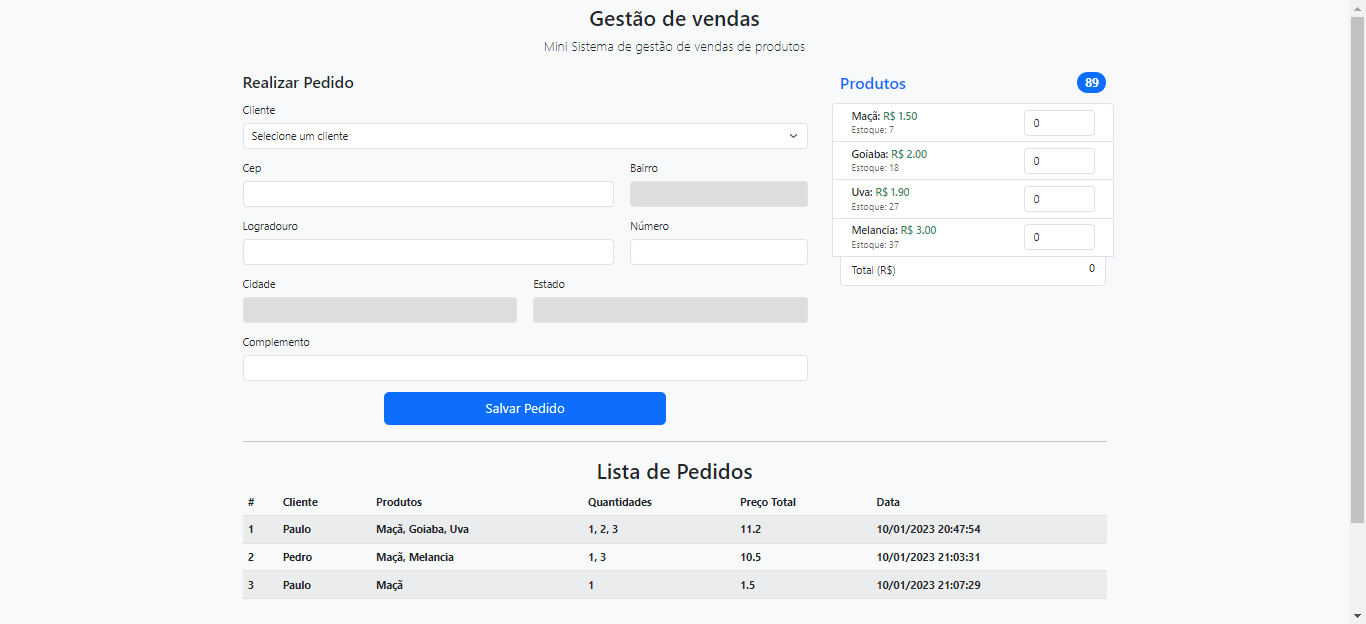 Gestão de vendas
Mini Sistema de gestão de vendas de produtos
Realizar Pedido
Cliente
Selecione um cliente
Cep
Bairro
Logradouro
Número
Cidade
Estado
Complemento
Salvar Pedido
Produtos
89
Maçã: R$ 1.50
0
Estoque: 7
Goiaba: R$ 2.00
0
Estoque: 18
Uva: R$ 1.90
0
Estoque: 27
Melancia: R$ 3.00
0
Estoque: 37
Total (R$) 0
Lista de Pedidos
# Cliente Produtos Quantidades Preço Total Data
1 Paulo Maçã, Goiaba, Uva 1, 2, 3 11.2 10/01/2023 20:47:54
2 Pedro Maçã, Melancia 1, 3 10.5 10/01/2023 21:03:31
3 Paulo Maçã 1 1.5 10/01/2023 21:07:29